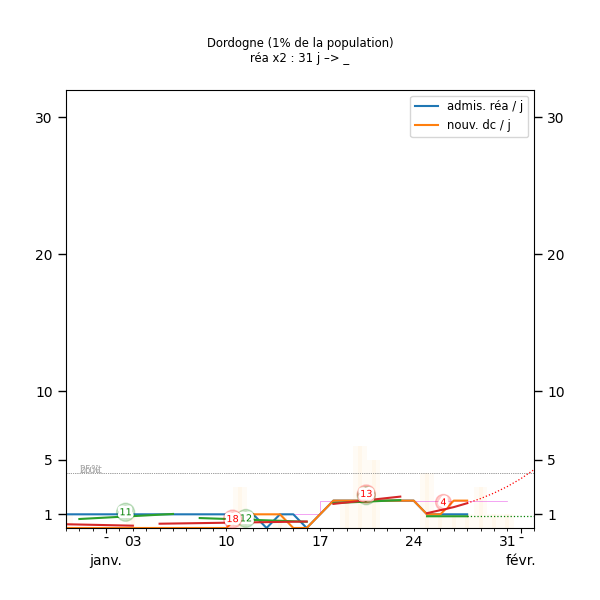 Dordogne (1% de la population)
réa x2 : 31 j –> _
admis. réa / j
nouv. dc / j
30 30
20 20
10 10
5 5
1 1
11
18
12
13
4
- 03 10 17 24 31 -
janv. févr.